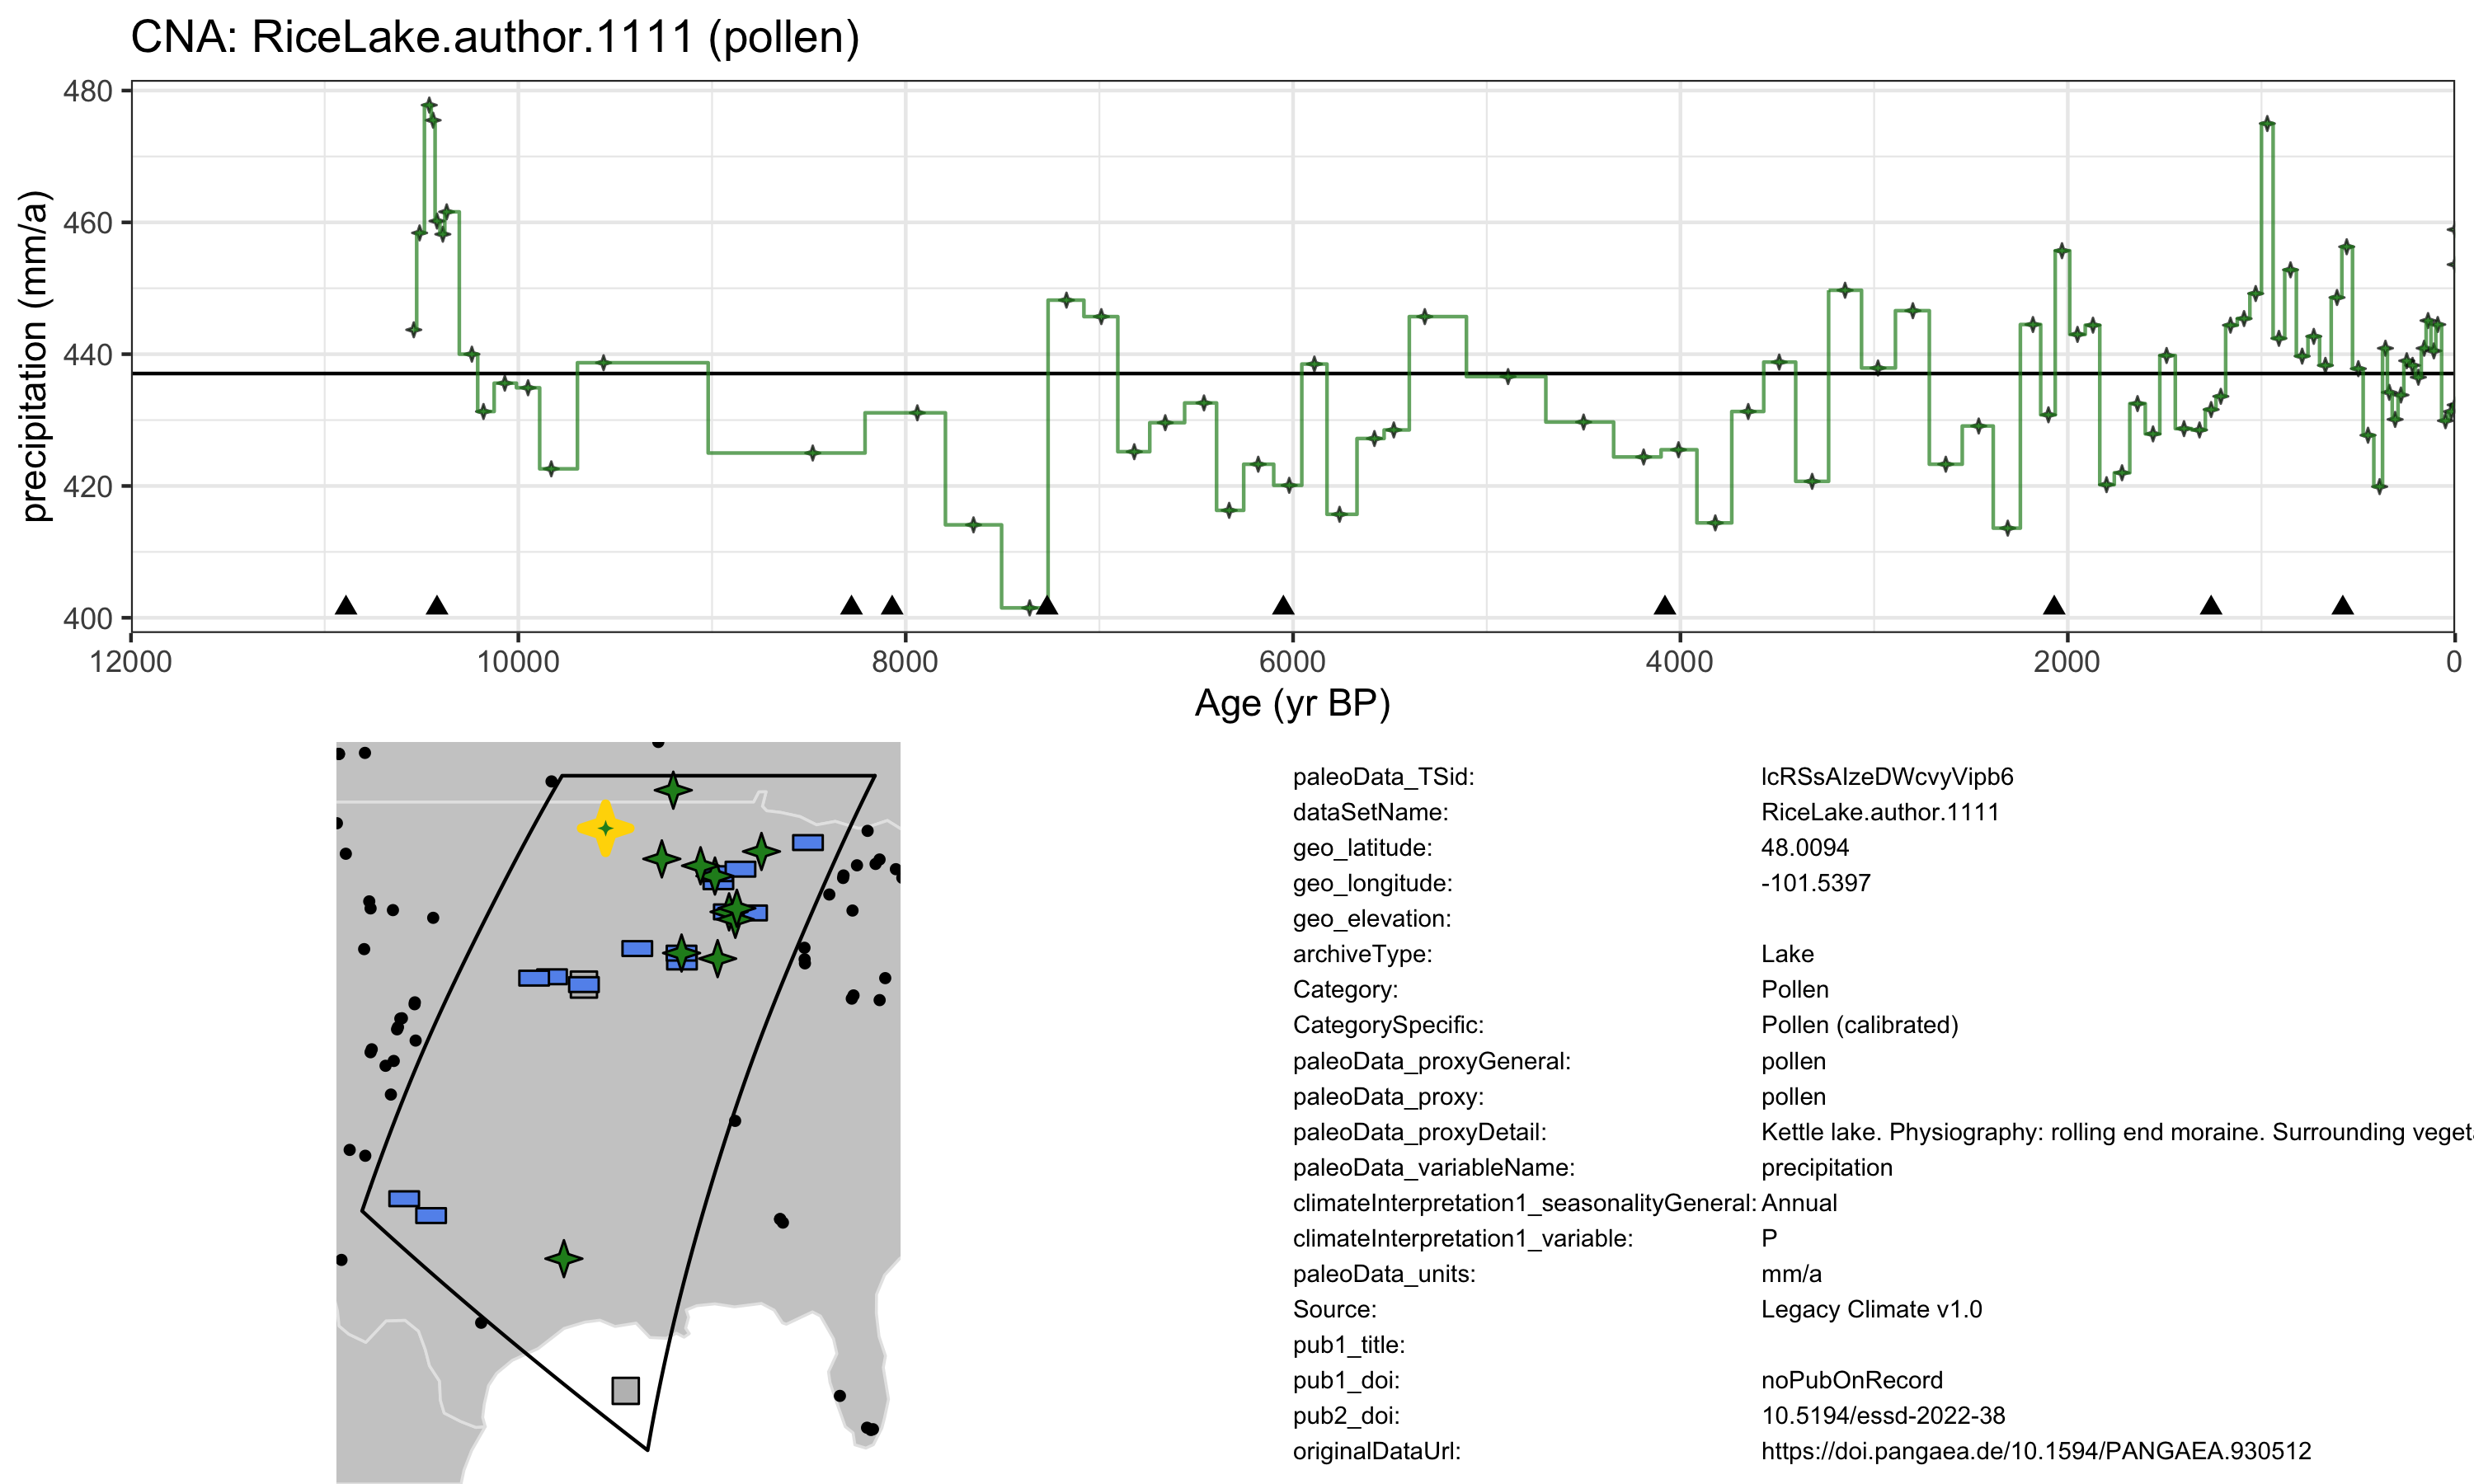 CNA: RiceLake.author.1111 (pollen)
precipitation (mm/a)
480
460
440
420
400
12000 10000 8000 6000 4000 2000 0
Age (yr BP)
paleoData_TSid: lcRSsAIzeDWcvyVipb6
dataSetName: RiceLake.author.1111
geo_latitude: 48.0094
geo_longitude: -101.5397
geo_elevation:
archiveType: Lake
Category: Pollen
CategorySpecific: Pollen (calibrated)
paleoData_proxyGeneral: pollen
paleoData_proxy: pollen
paleoData_proxyDetail: Kettle lake. Physiography: rolling end moraine. Surrounding veget
paleoData_variableName: precipitation
climateInterpretation1_seasonalityGeneral: Annual
climateInterpretation1_variable: P
paleoData_units: mm/a
Source: Legacy Climate v1.0
pub1_title:
pub1_doi: noPubOnRecord
pub2_doi: 10.5194/essd-2022-38
originalDataUrl: https://doi.pangaea.de/10.1594/PANGAEA.930512